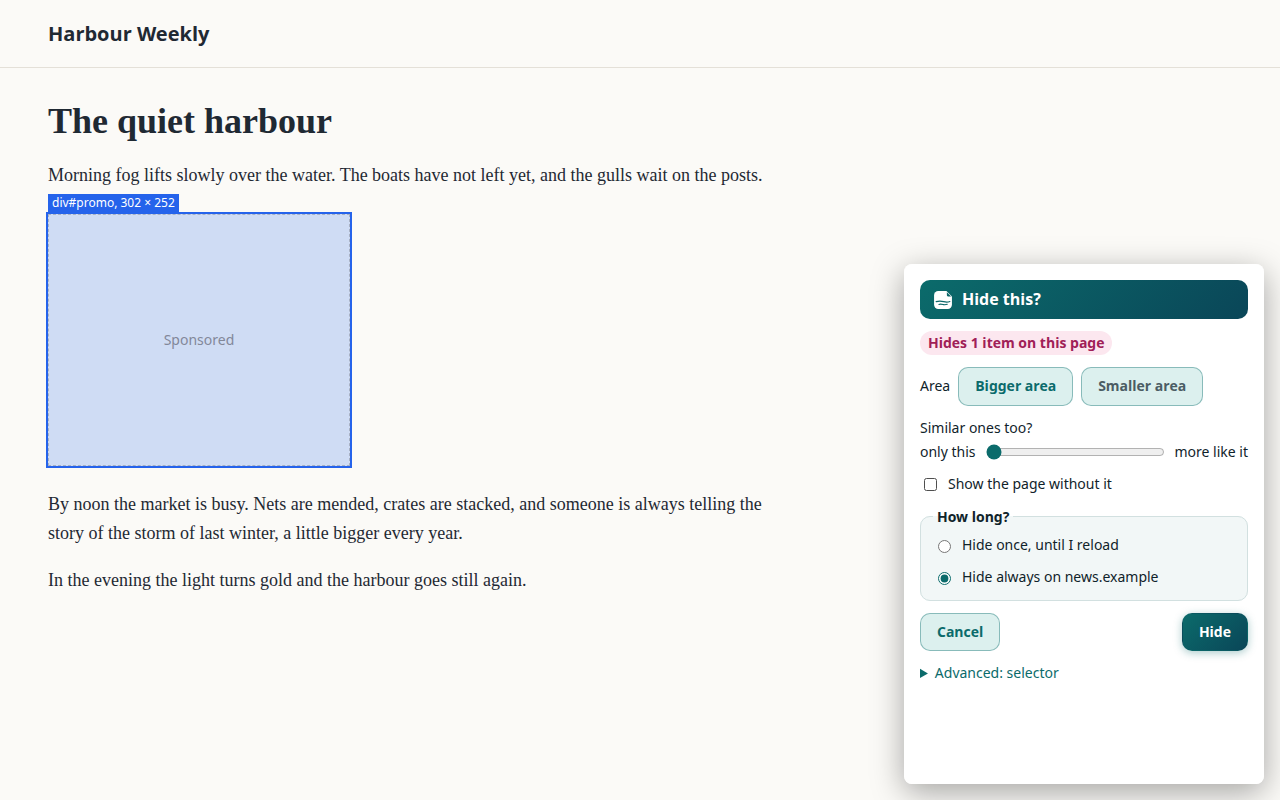 Harbour Weekly
The quiet harbour
Morning fog lifts slowly over the water. The boats have not left yet, and the gulls wait on the posts.
div#promo, 302 × 252
Sponsored
By noon the market is busy. Nets are mended, crates are stacked, and someone is always telling the
story of the storm of last winter, a little bigger every year.
In the evening the light turns gold and the harbour goes still again.
Hide this?
Hides 1 item on this page
Area Bigger area Smaller area
Similar ones too?
only this more like it
Show the page without it
How long?
Hide once, until I reload
Hide always on news.example
Cancel Hide
Advanced: selector